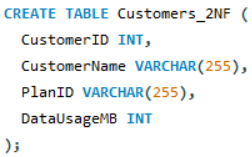 CREATE TABLE Customers_2NF (
  CustomerID INT,
  CustomerName VARCHAR(255),
  PlanID VARCHAR(255),
  DataUsageMB INT
);